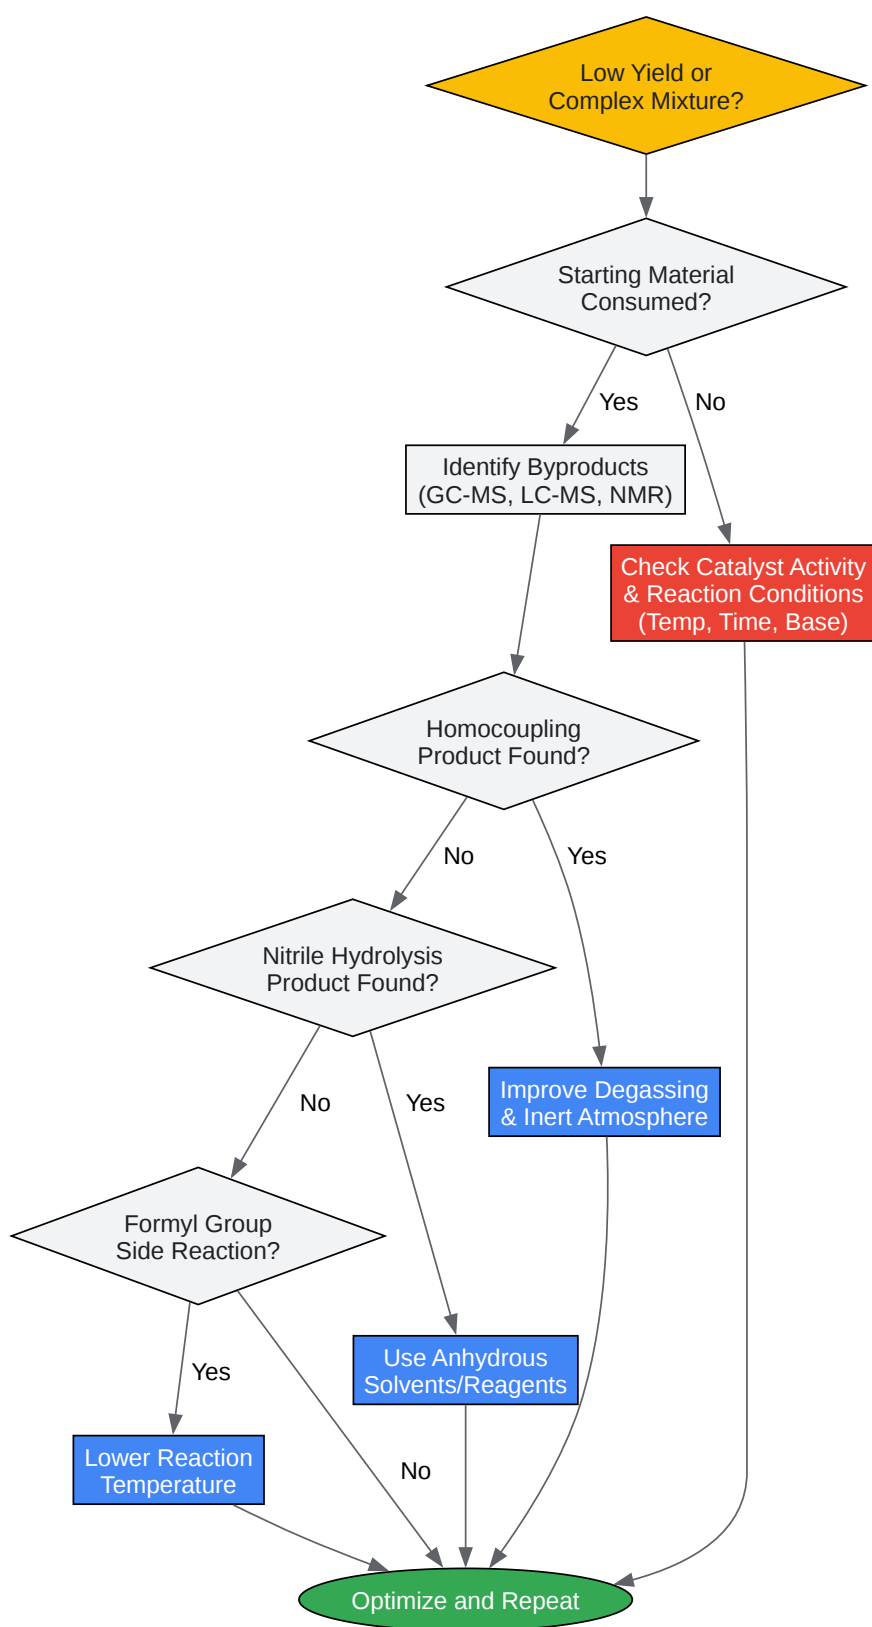 Low Yield or
Complex Mixture?
Starting Material
Consumed?
Yes
No
Identify Byproducts
(GC-MS, LC-MS, NMR)
Check Catalyst Activity
& Reaction Conditions
(Temp, Time, Base)
Homocoupling
Product Found?
No
Yes
Nitrile Hydrolysis
Product Found?
No
Yes
Improve Degassing
& Inert Atmosphere
Formyl Group
Side Reaction?
Yes
No
Use Anhydrous
Solvents/Reagents
Lower Reaction
Temperature
Optimize and Repeat